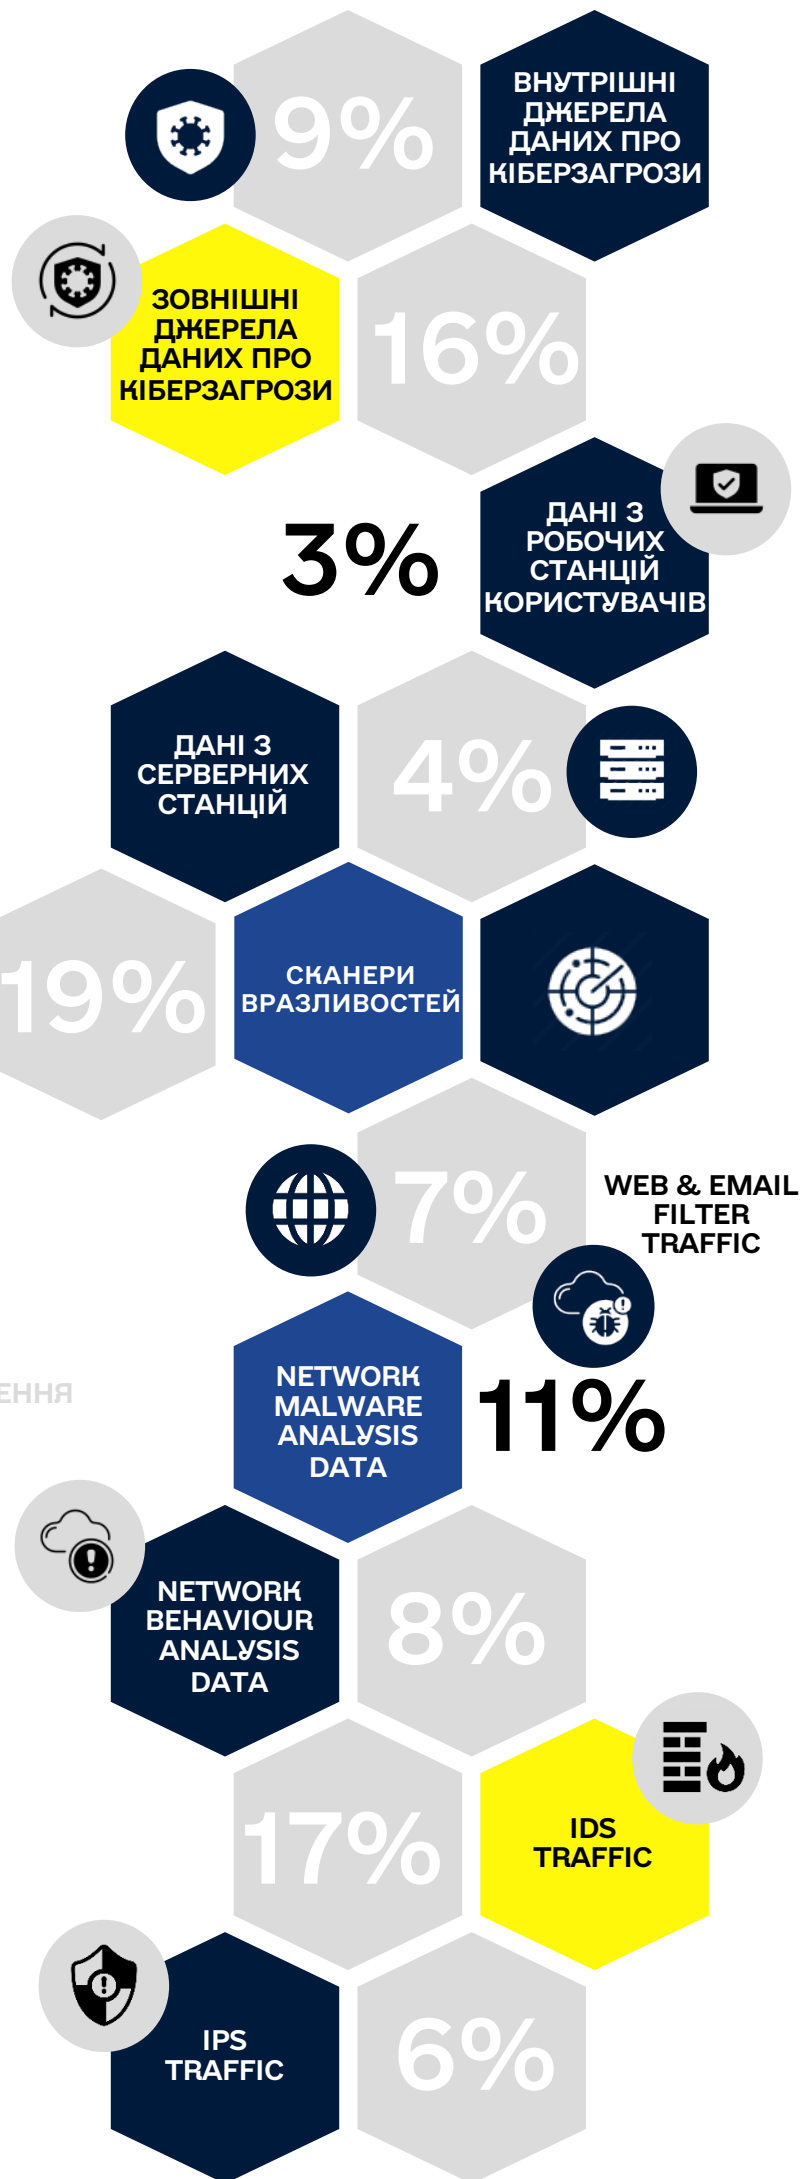 9%
ВНУТРІШНІ
ДЖЕРЕЛА
ДАНИХ ПРО
КІБЕРЗАГРОЗИ
ЗОВНІШНІ
ДЖЕРЕЛА
ДАНИХ ПРО
КІБЕРЗАГРОЗИ
16%
3%
ДАНІ З
РОБОЧИХ
СТАНЦІЙ
КОРИСТУВАЧІВ
ДАНІ З
СЕРВЕРНИХ
СТАНЦІЙ
4%
19%
СКАНЕРИ
ВРАЗЛИВОСТЕЙ
7%
WEB & EMAIL
FILTER
TRAFFIC
ЕННЯ
NETWORK
MALWARE
ANALYSIS
DATA
11%
NETWORK
BEHAVIOUR
ANALYSIS
DATA
8%
17%
IDS
TRAFFIC
IPS
TRAFFIC
6%